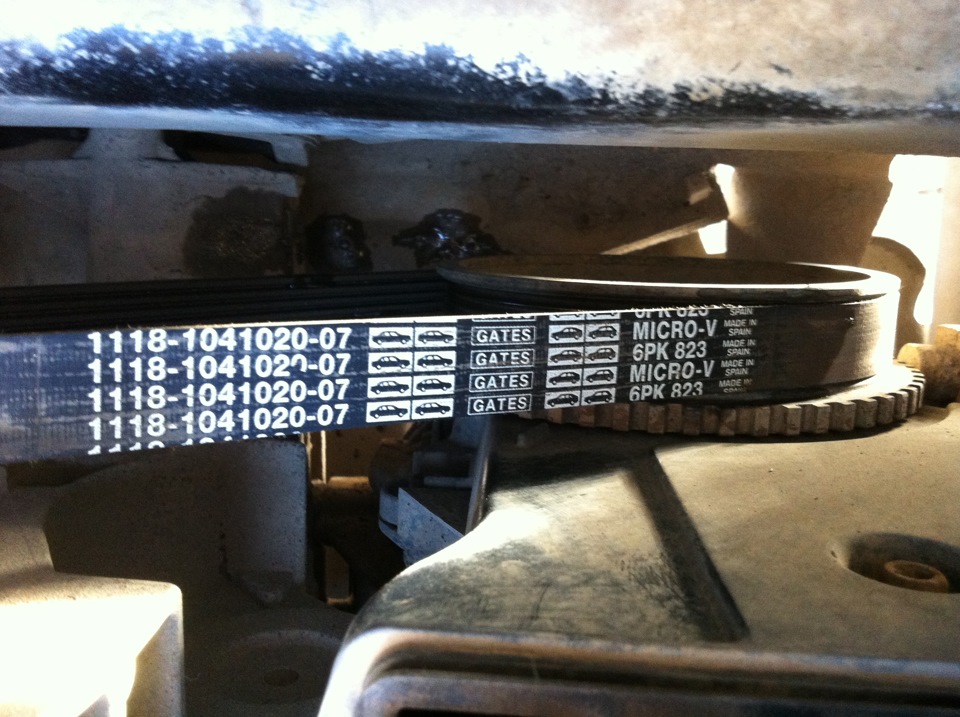 1118-1041020-07
1118-1041020-07
1118-1041020-07
1118-1041020-07
GATES
GATES
GATES
GATES
6PK 823
MICRO-V
6PK 823
MICRO-V
6PK 823
SPAIN
MADE IN
SPAIN
MADE IN
SPAIN
MADE IN
SPAIN
MADE IN